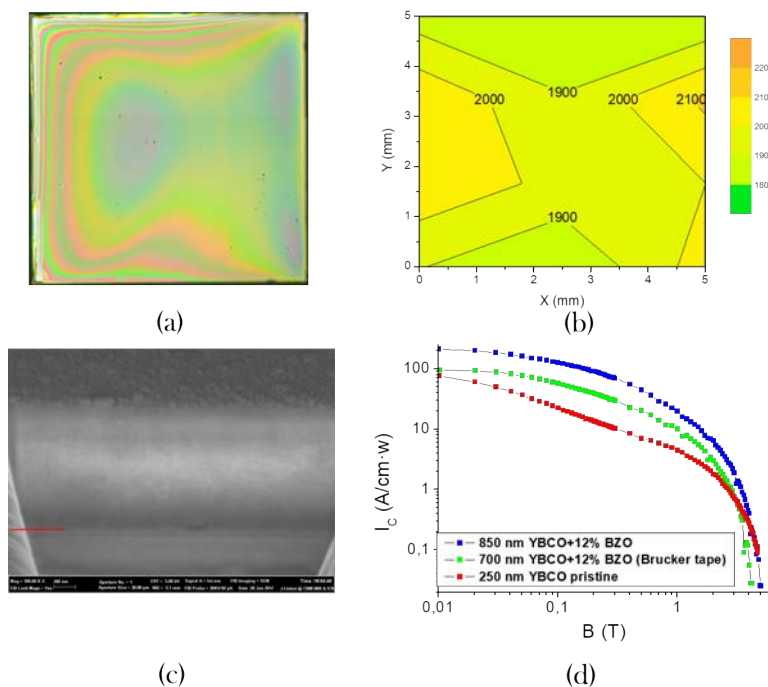 (a)
5
4
3
2
1
0
0 1 2 3 4 5
Y (mm)
X (mm)
2000
1900
2000
2100
1900
220
210
200
190
180
(b)
(c)
100
10
1
0,1
0,01 0,1 1
I_C (A/cm·w)
B (T)
850 nm YBCO+12% BZO
700 nm YBCO+12% BZO (Brucker tape)
250 nm YBCO pristine
(d)